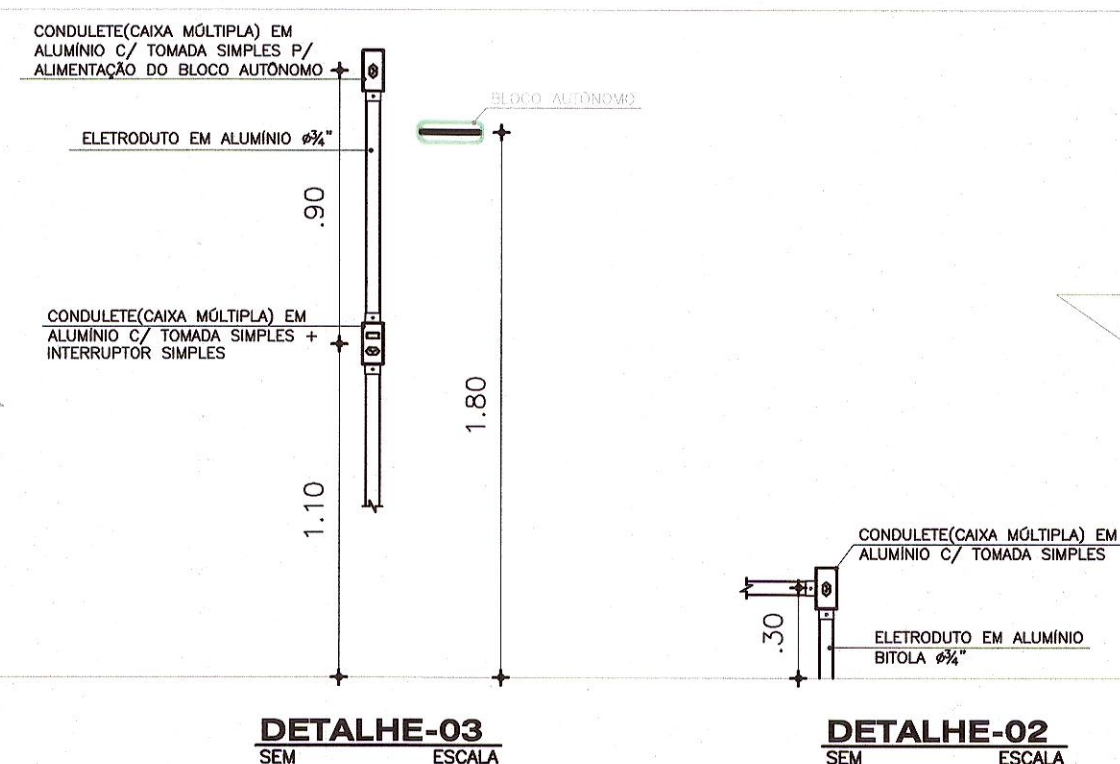 CONDULETE(CAIXA MÚLTIPLA) EM
ALUMÍNIO C/ TOMADA SIMPLES P/
ALIMENTAÇÃO DO BLOCO AUTÔNOMO
BLOCO AUTÔNOMO
ELETRODUTO EM ALUMÍNIO ø3/4"
.90
CONDULETE(CAIXA MÚLTIPLA) EM
ALUMÍNIO C/ TOMADA SIMPLES +
INTERRUPTOR SIMPLES
1.80
1.10
CONDULETE(CAIXA MÚLTIPLA) EM
ALUMÍNIO C/ TOMADA SIMPLES
.30
ELETRODUTO EM ALUMÍNIO
BITOLA ø3/4"
DETALHE-03
SEM ESCALA
DETALHE-02
SEM ESCALA